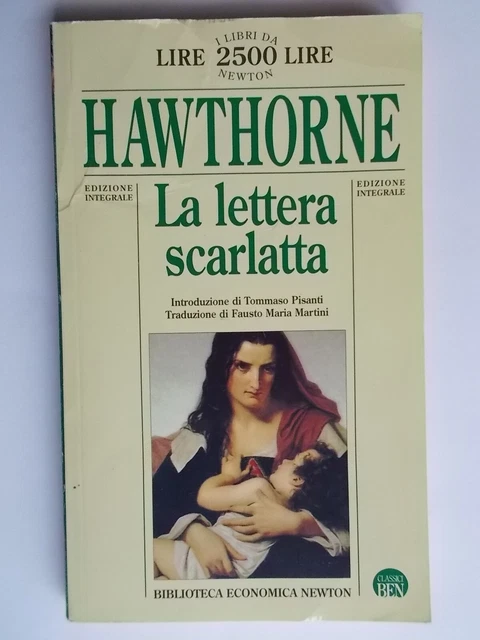 I LIBRI DA
LIRE 2500 LIRE
NEWTON
HAWTHORNE
EDIZIONE
INTEGRALE
EDIZIONE
INTEGRALE
La lettera
scarlatta
Introduzione di Tommaso Pisanti
Traduzione di Fausto Maria Martini
BIBLIOTECA ECONOMICA NEWTON
CLASSICI
BEN